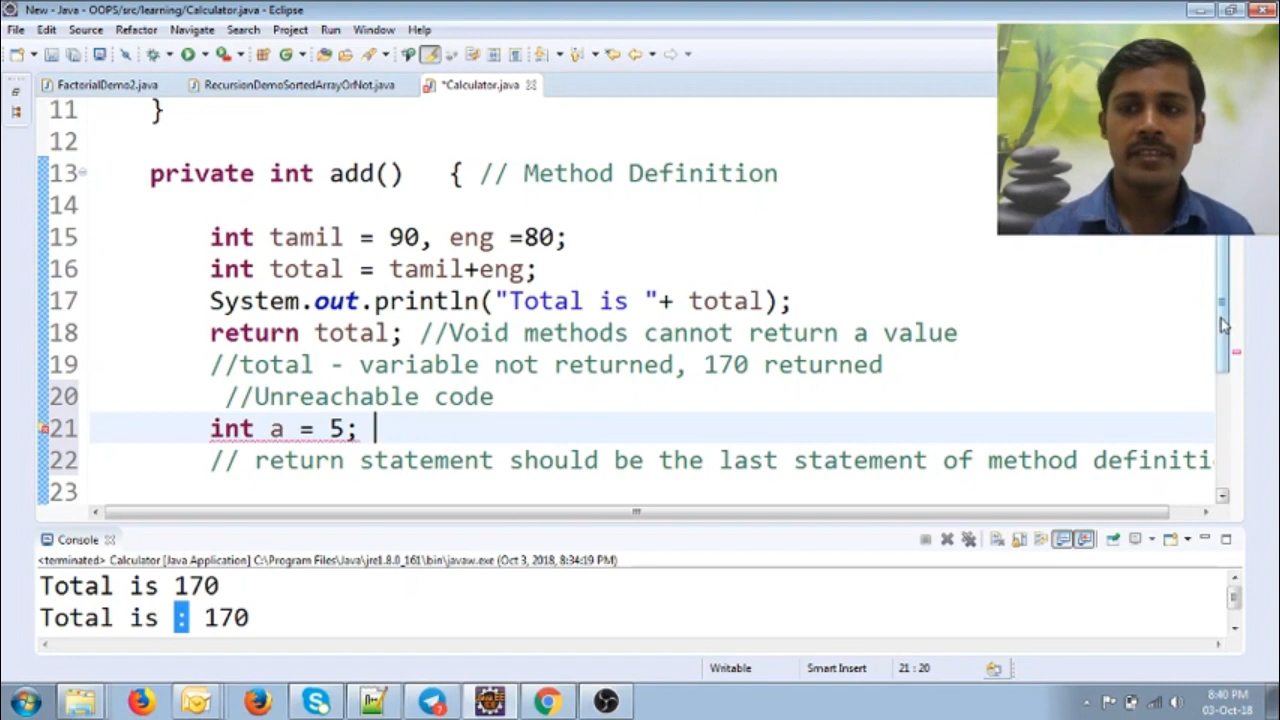 New - Java - OOPS/src/learning/Calculator.java - Eclipse
File Edit Source Refactor Navigate Search Project Run Window Help
FactorialDemo2.java RecursionDemoSortedArrayOrNot.java *Calculator.java
11 }
12
13 private int add() { // Method Definition
14
15 int tamil = 90, eng =80;
16 int total = tamil+eng;
17 System.out.println("Total is "+ total);
18 return total; //Void methods cannot return a value
19 //total - variable not returned, 170 returned
20 //Unreachable code
21 int a = 5;
22 // return statement should be the last statement of method definiti
23
Console
<terminated> Calculator [Java Application] C:\Program Files\Java\jre1.8.0_161\bin\javaw.exe (Oct 3, 2018, 8:34:19 PM)
Total is 170
Total is : 170
Writable Smart Insert 21 : 20
8:40 PM
03-Oct-18